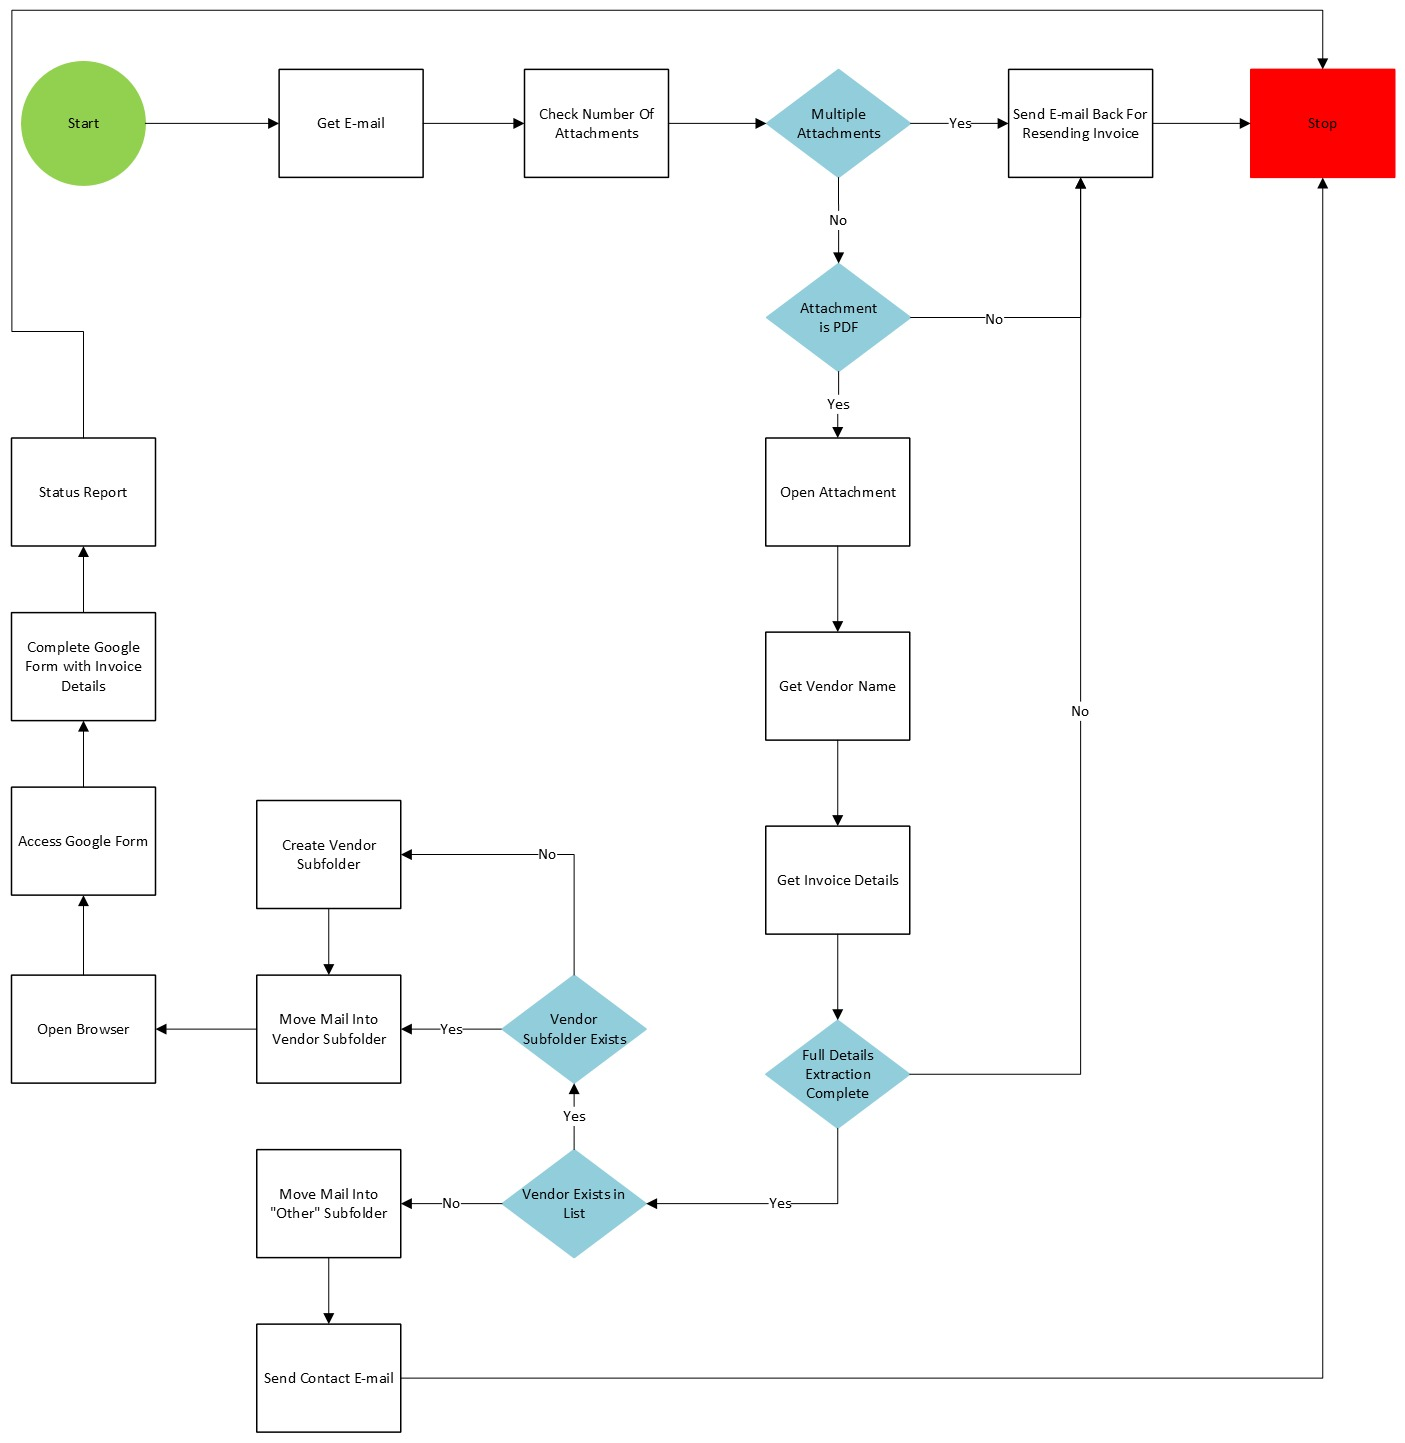 Start
Get E-mail
Check Number Of
Attachments
Multiple
Attachments
Yes
Send E-mail Back For
Resending Invoice
Stop
No
Attachment
is PDF
No
Yes
Open Attachment
Status Report
Complete Google
Form with Invoice
Details
Get Vendor Name
No
Access Google Form
Create Vendor
Subfolder
No
Get Invoice Details
Open Browser
Move Mail Into
Vendor Subfolder
Yes
Vendor
Subfolder Exists
Full Details
Extraction
Complete
Yes
Move Mail Into
"Other" Subfolder
No
Vendor Exists in
List
Yes
Send Contact E-mail